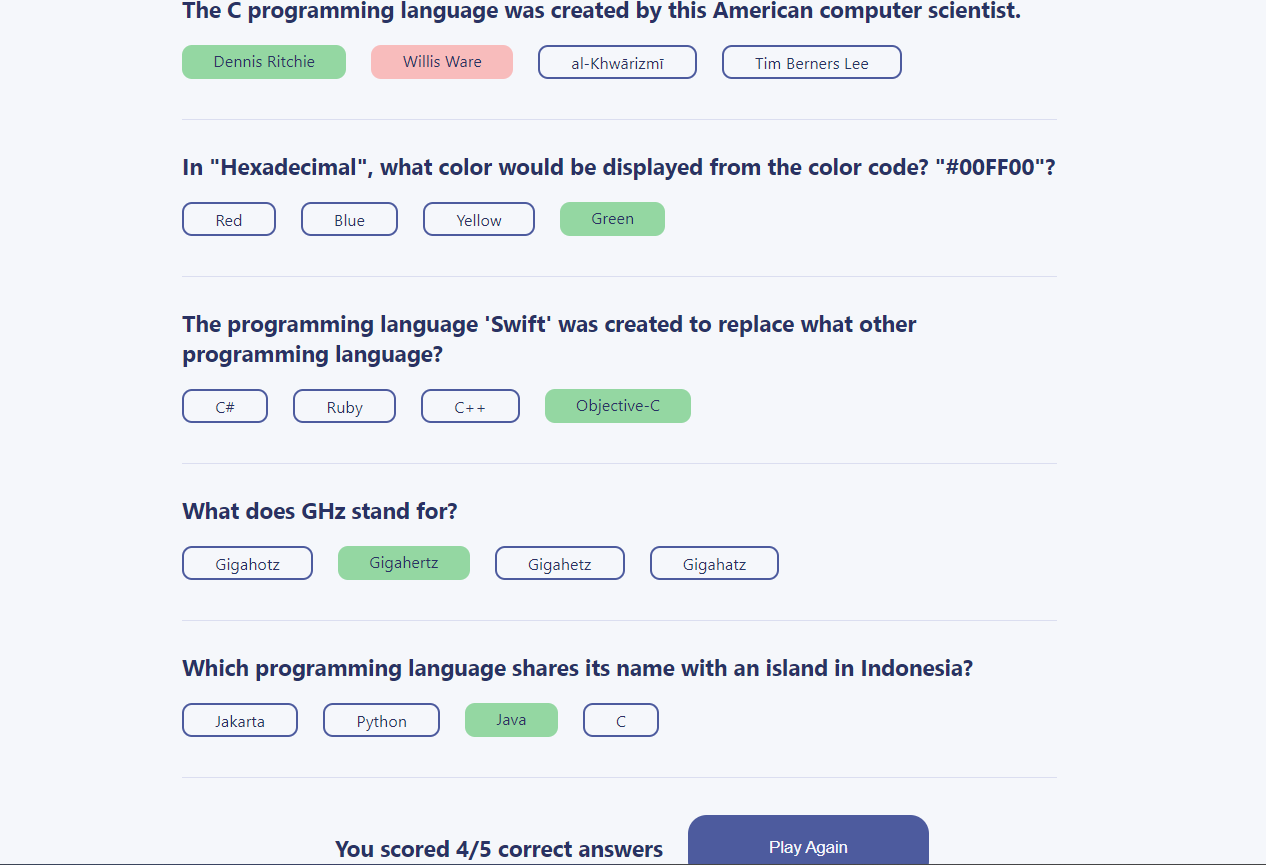 The C programming language was created by this American computer scientist.
Dennis Ritchie Willis Ware al-Khwārizmī Tim Berners Lee
In "Hexadecimal", what color would be displayed from the color code? "#00FF00"?
Red Blue Yellow Green
The programming language 'Swift' was created to replace what other
programming language?
C# Ruby C++ Objective-C
What does GHz stand for?
Gigahotz Gigahertz Gigahetz Gigahatz
Which programming language shares its name with an island in Indonesia?
Jakarta Python Java C
You scored 4/5 correct answers Play Again